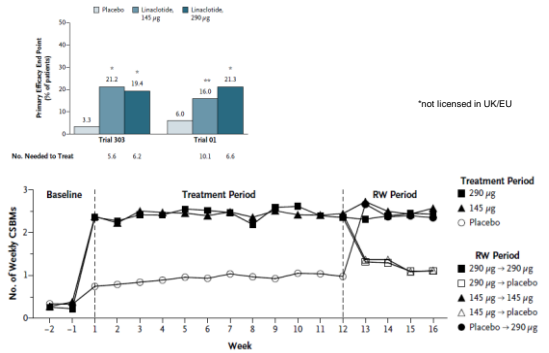 Placebo
Linaclotide, 145 µg
Linaclotide, 290 µg
Primary Efficacy End Point
(% of patients)
50
40
30
20
10
0
*
*
**
*
3.3
21.2
19.4
6.0
16.0
21.3
Trial 303
Trial 01
No. Needed to Treat
5.6
6.2
10.1
6.6
*not licensed in UK/EU
No. of Weekly CSBMs
3
2
1
0
Baseline
Treatment Period
RW Period
−2 −1 1 2 3 4 5 6 7 8 9 10 11 12 13 14 15 16
Week
Treatment Period
290 µg
145 µg
Placebo
RW Period
290 µg → 290 µg
290 µg → placebo
145 µg → 145 µg
145 µg → placebo
Placebo → 290 µg